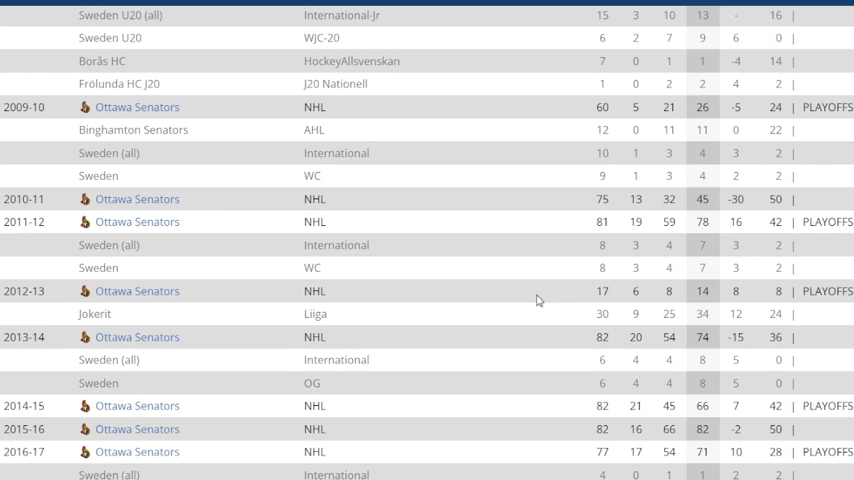 Sweden U20 (all) International-Jr 15 3 10 13 - 16 |
Sweden U20 WJC-20 6 2 7 9 6 0 |
Borås HC HockeyAllsvenskan 7 0 1 1 -4 14 |
Frölunda HC J20 J20 Nationell 1 0 2 2 4 2 |
2009-10 Ottawa Senators NHL 60 5 21 26 -5 24 | PLAYOFFS
Binghamton Senators AHL 12 0 11 11 0 22 |
Sweden (all) International 10 1 3 4 3 2 |
Sweden WC 9 1 3 4 2 2 |
2010-11 Ottawa Senators NHL 75 13 32 45 -30 50 |
2011-12 Ottawa Senators NHL 81 19 59 78 16 42 | PLAYOFFS
Sweden (all) International 8 3 4 7 3 2 |
Sweden WC 8 3 4 7 3 2 |
2012-13 Ottawa Senators NHL 17 6 8 14 8 8 | PLAYOFFS
Jokerit Liiga 30 9 25 34 12 24 |
2013-14 Ottawa Senators NHL 82 20 54 74 -15 36 |
Sweden (all) International 6 4 4 8 5 0 |
Sweden OG 6 4 4 8 5 0 |
2014-15 Ottawa Senators NHL 82 21 45 66 7 42 | PLAYOFFS
2015-16 Ottawa Senators NHL 82 16 66 82 -2 50 |
2016-17 Ottawa Senators NHL 77 17 54 71 10 28 | PLAYOFFS
Sweden (all) International 4 0 1 1 2 2 |